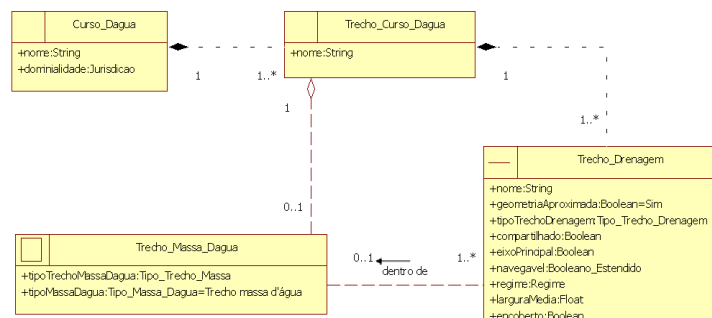 Curso_Dagua
+nome:String
+dominialidade:Jurisdicao
1
1..*
Trecho_Curso_Dagua
+nome:String
1
1..*
1
0..1
Trecho_Massa_Dagua
+tipoTrechoMassaDagua:Tipo_Trecho_Massa
+tipoMassaDagua:Tipo_Massa_Dagua=Trecho massa d'água
0..1
dentro de
1..*
Trecho_Drenagem
+nome:String
+geometriaAproximada:Boolean=Sim
+tipoTrechoDrenagem:Tipo_Trecho_Drenagem
+compartilhado:Boolean
+eixoPrincipal:Boolean
+navegavel:Booleano_Estendido
+regime:Regime
+larguraMedia:Float
+encoberto:Boolean